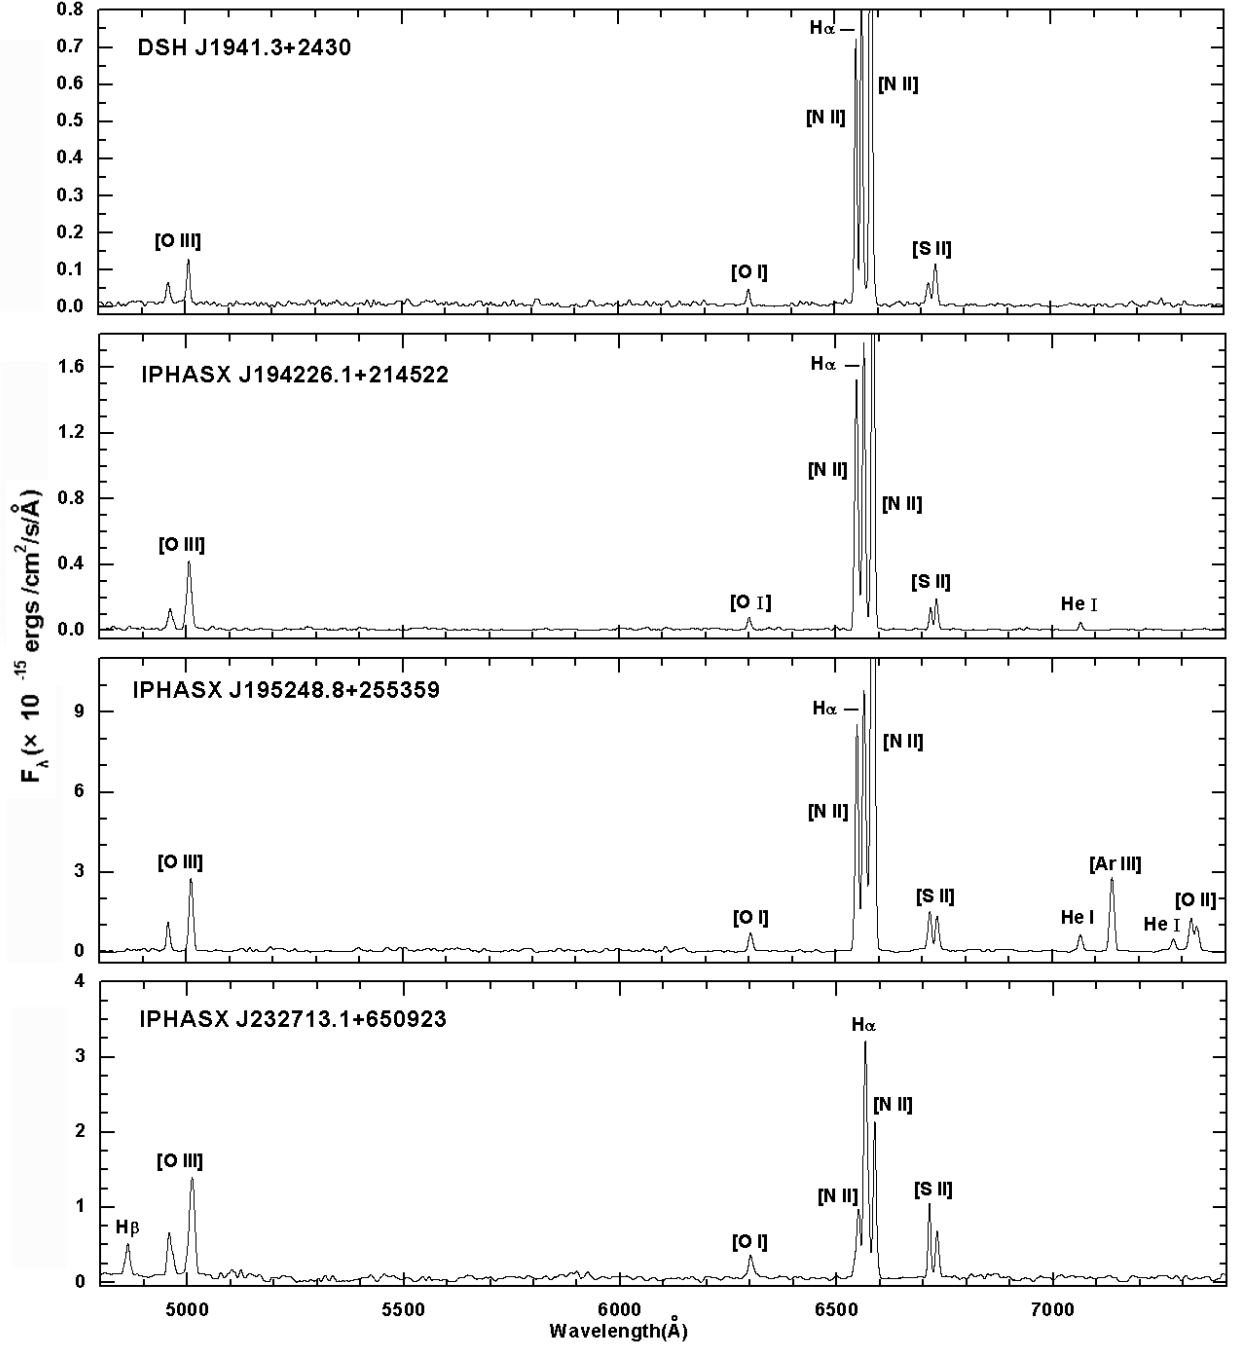 0.8
DSH J1941.3+2430
0.7
0.6
0.5
0.4
0.3
0.2
0.1
0.0
[O III]
[O I]
Hα
[N II]
[N II]
[S II]
IPHASX J194226.1+214522
1.6
1.2
0.8
0.4
0.0
[O III]
[O I]
Hα
[N II]
[N II]
[S II]
He I
IPHASX J195248.8+255359
9
6
3
0
[O III]
[O I]
Hα
[N II]
[N II]
[S II]
He I
[Ar III]
He I
[O II]
IPHASX J232713.1+650923
4
3
2
1
0
Hβ
[O III]
[O I]
[N II]
Hα
[N II]
[S II]
5000 5500 6000 6500 7000
Wavelength(Å)
Fλ (× 10⁻¹⁵ ergs /cm²/s/Å)